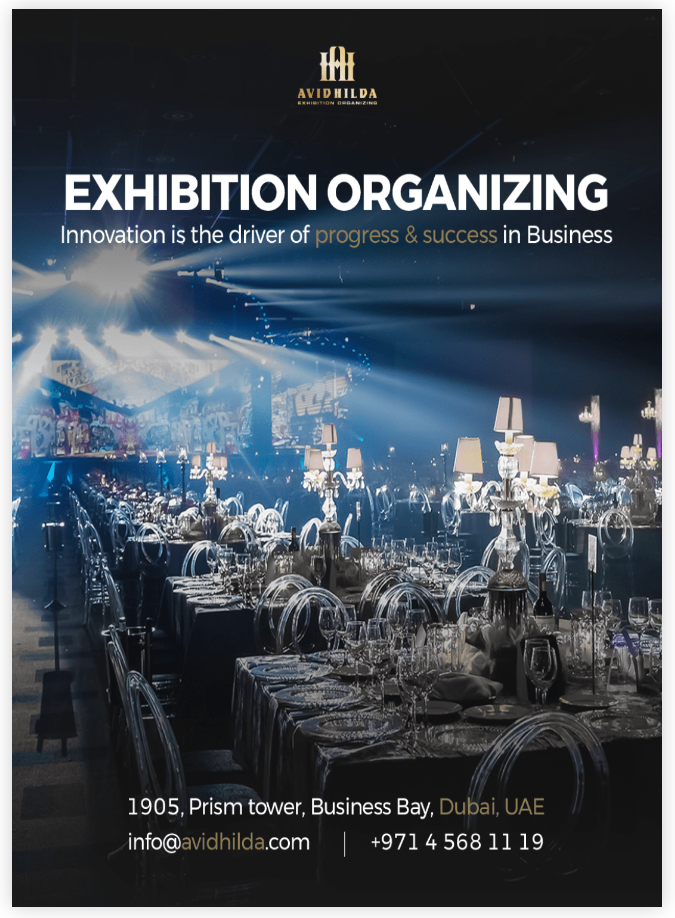 AVIDHILDA
EXHIBITION ORGANIZING
EXHIBITION ORGANIZING
Innovation is the driver of progress & success in Business
1905, Prism tower, Business Bay, Dubai, UAE
info@avidhilda.com | +971 4 568 11 19